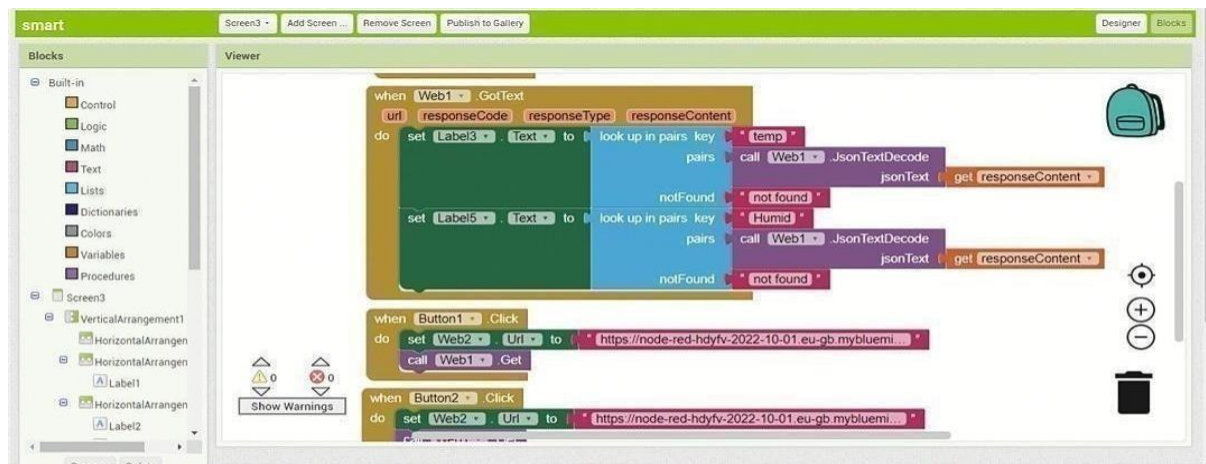 smart Screen3 Add Screen ... Remove Screen Publish to Gallery Designer Blocks
Blocks
Viewer
Built-in
Control
Logic
Math
Text
Lists
Dictionaries
Colors
Variables
Procedures
Screen3
VerticalArrangement1
HorizontalArrangen
HorizontalArrangen
Label1
HorizontalArrangen
Label2
when Web1 .GotText
url responseCode responseType responseContent
do set Label3 . Text to look up in pairs key " temp "
pairs call Web1 .JsonTextDecode
jsonText get responseContent
notFound " not found "
set Label5 . Text to look up in pairs key " Humid "
pairs call Web1 .JsonTextDecode
jsonText get responseContent
notFound " not found "
when Button1 .Click
do set Web2 . Url to " https://node-red-hdyfv-2022-10-01.eu-gb.mybluemi... "
call Web1 .Get
when Button2 .Click
do set Web2 . Url to " https://node-red-hdyfv-2022-10-01.eu-gb.mybluemi... "
0 0
Show Warnings